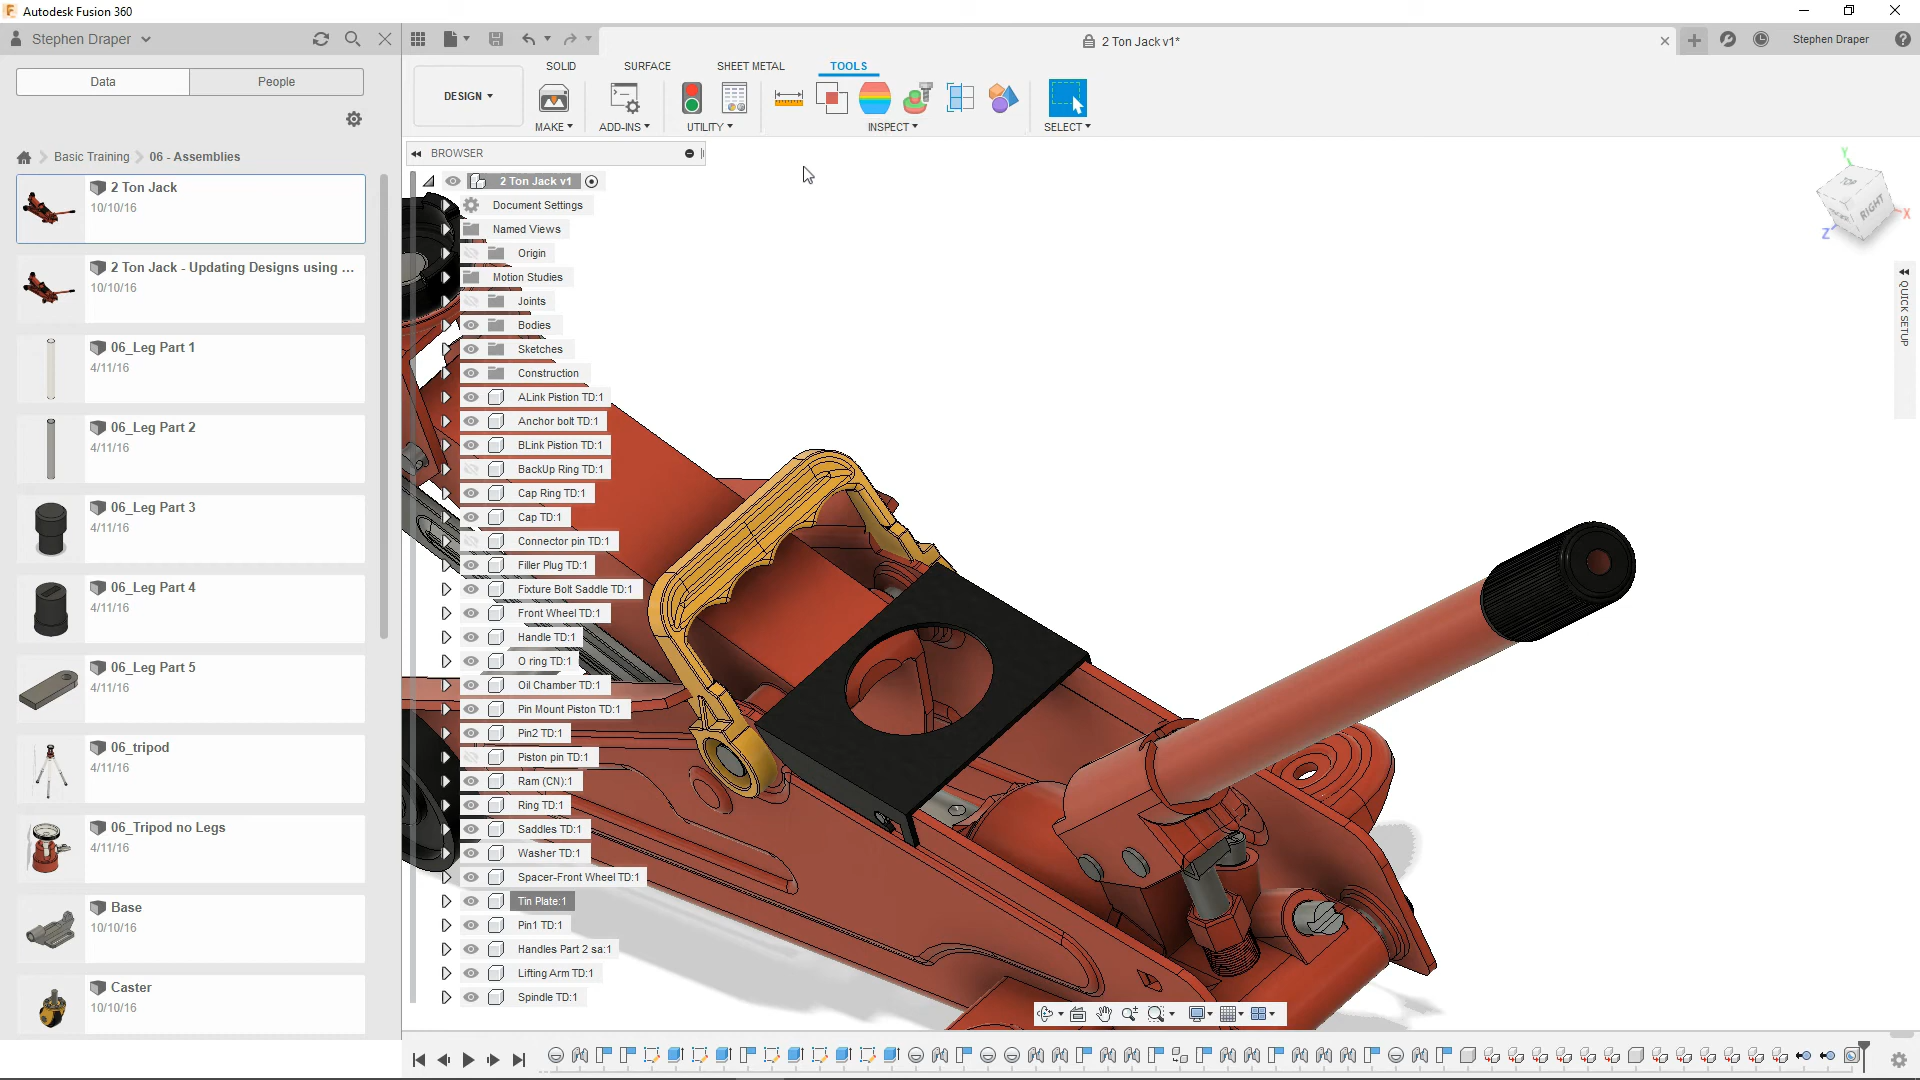 Autodesk Fusion 360
Stephen Draper
2 Ton Jack v1*
Stephen Draper
Data People
SOLID SURFACE SHEET METAL TOOLS
DESIGN
MAKE ADD-INS UTILITY INSPECT SELECT
Basic Training 06 - Assemblies
2 Ton Jack
10/10/16
2 Ton Jack - Updating Designs using ...
10/10/16
06_Leg Part 1
4/11/16
06_Leg Part 2
4/11/16
06_Leg Part 3
4/11/16
06_Leg Part 4
4/11/16
06_Leg Part 5
4/11/16
06_tripod
4/11/16
06_Tripod no Legs
4/11/16
Base
10/10/16
Caster
10/10/16
BROWSER
2 Ton Jack v1
Document Settings
Named Views
Origin
Motion Studies
Joints
Bodies
Sketches
Construction
ALink Pistion TD:1
Anchor bolt TD:1
BLink Pistion TD:1
BackUp Ring TD:1
Cap Ring TD:1
Cap TD:1
Connector pin TD:1
Filler Plug TD:1
Fixture Bolt Saddle TD:1
Front Wheel TD:1
Handle TD:1
O ring TD:1
Oil Chamber TD:1
Pin Mount Piston TD:1
Pin2 TD:1
Piston pin TD:1
Ram (CN):1
Ring TD:1
Saddles TD:1
Washer TD:1
Spacer-Front Wheel TD:1
Tin Plate:1
Pin1 TD:1
Handles Part 2 sa:1
Lifting Arm TD:1
Spindle TD:1
Y
X
Z
TOP
RIGHT
QUICK SETUP